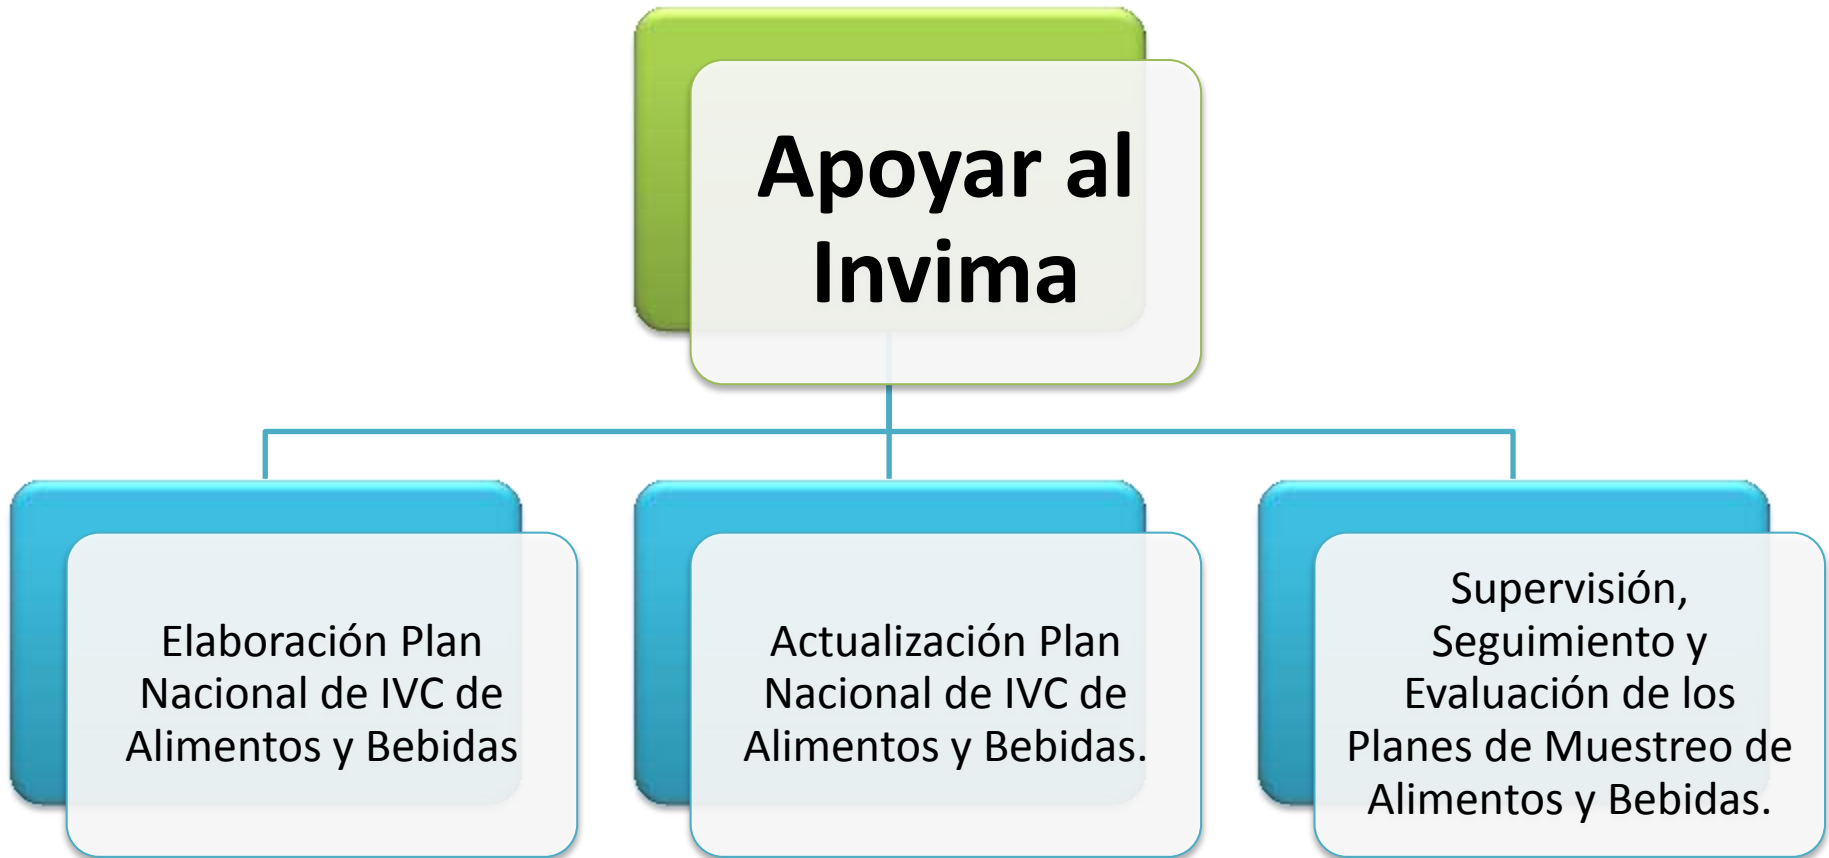 Apoyar al
Invima
Elaboración Plan
Nacional de IVC de
Alimentos y Bebidas
Actualización Plan
Nacional de IVC de
Alimentos y Bebidas.
Supervisión,
Seguimiento y
Evaluación de los
Planes de Muestreo de
Alimentos y Bebidas.